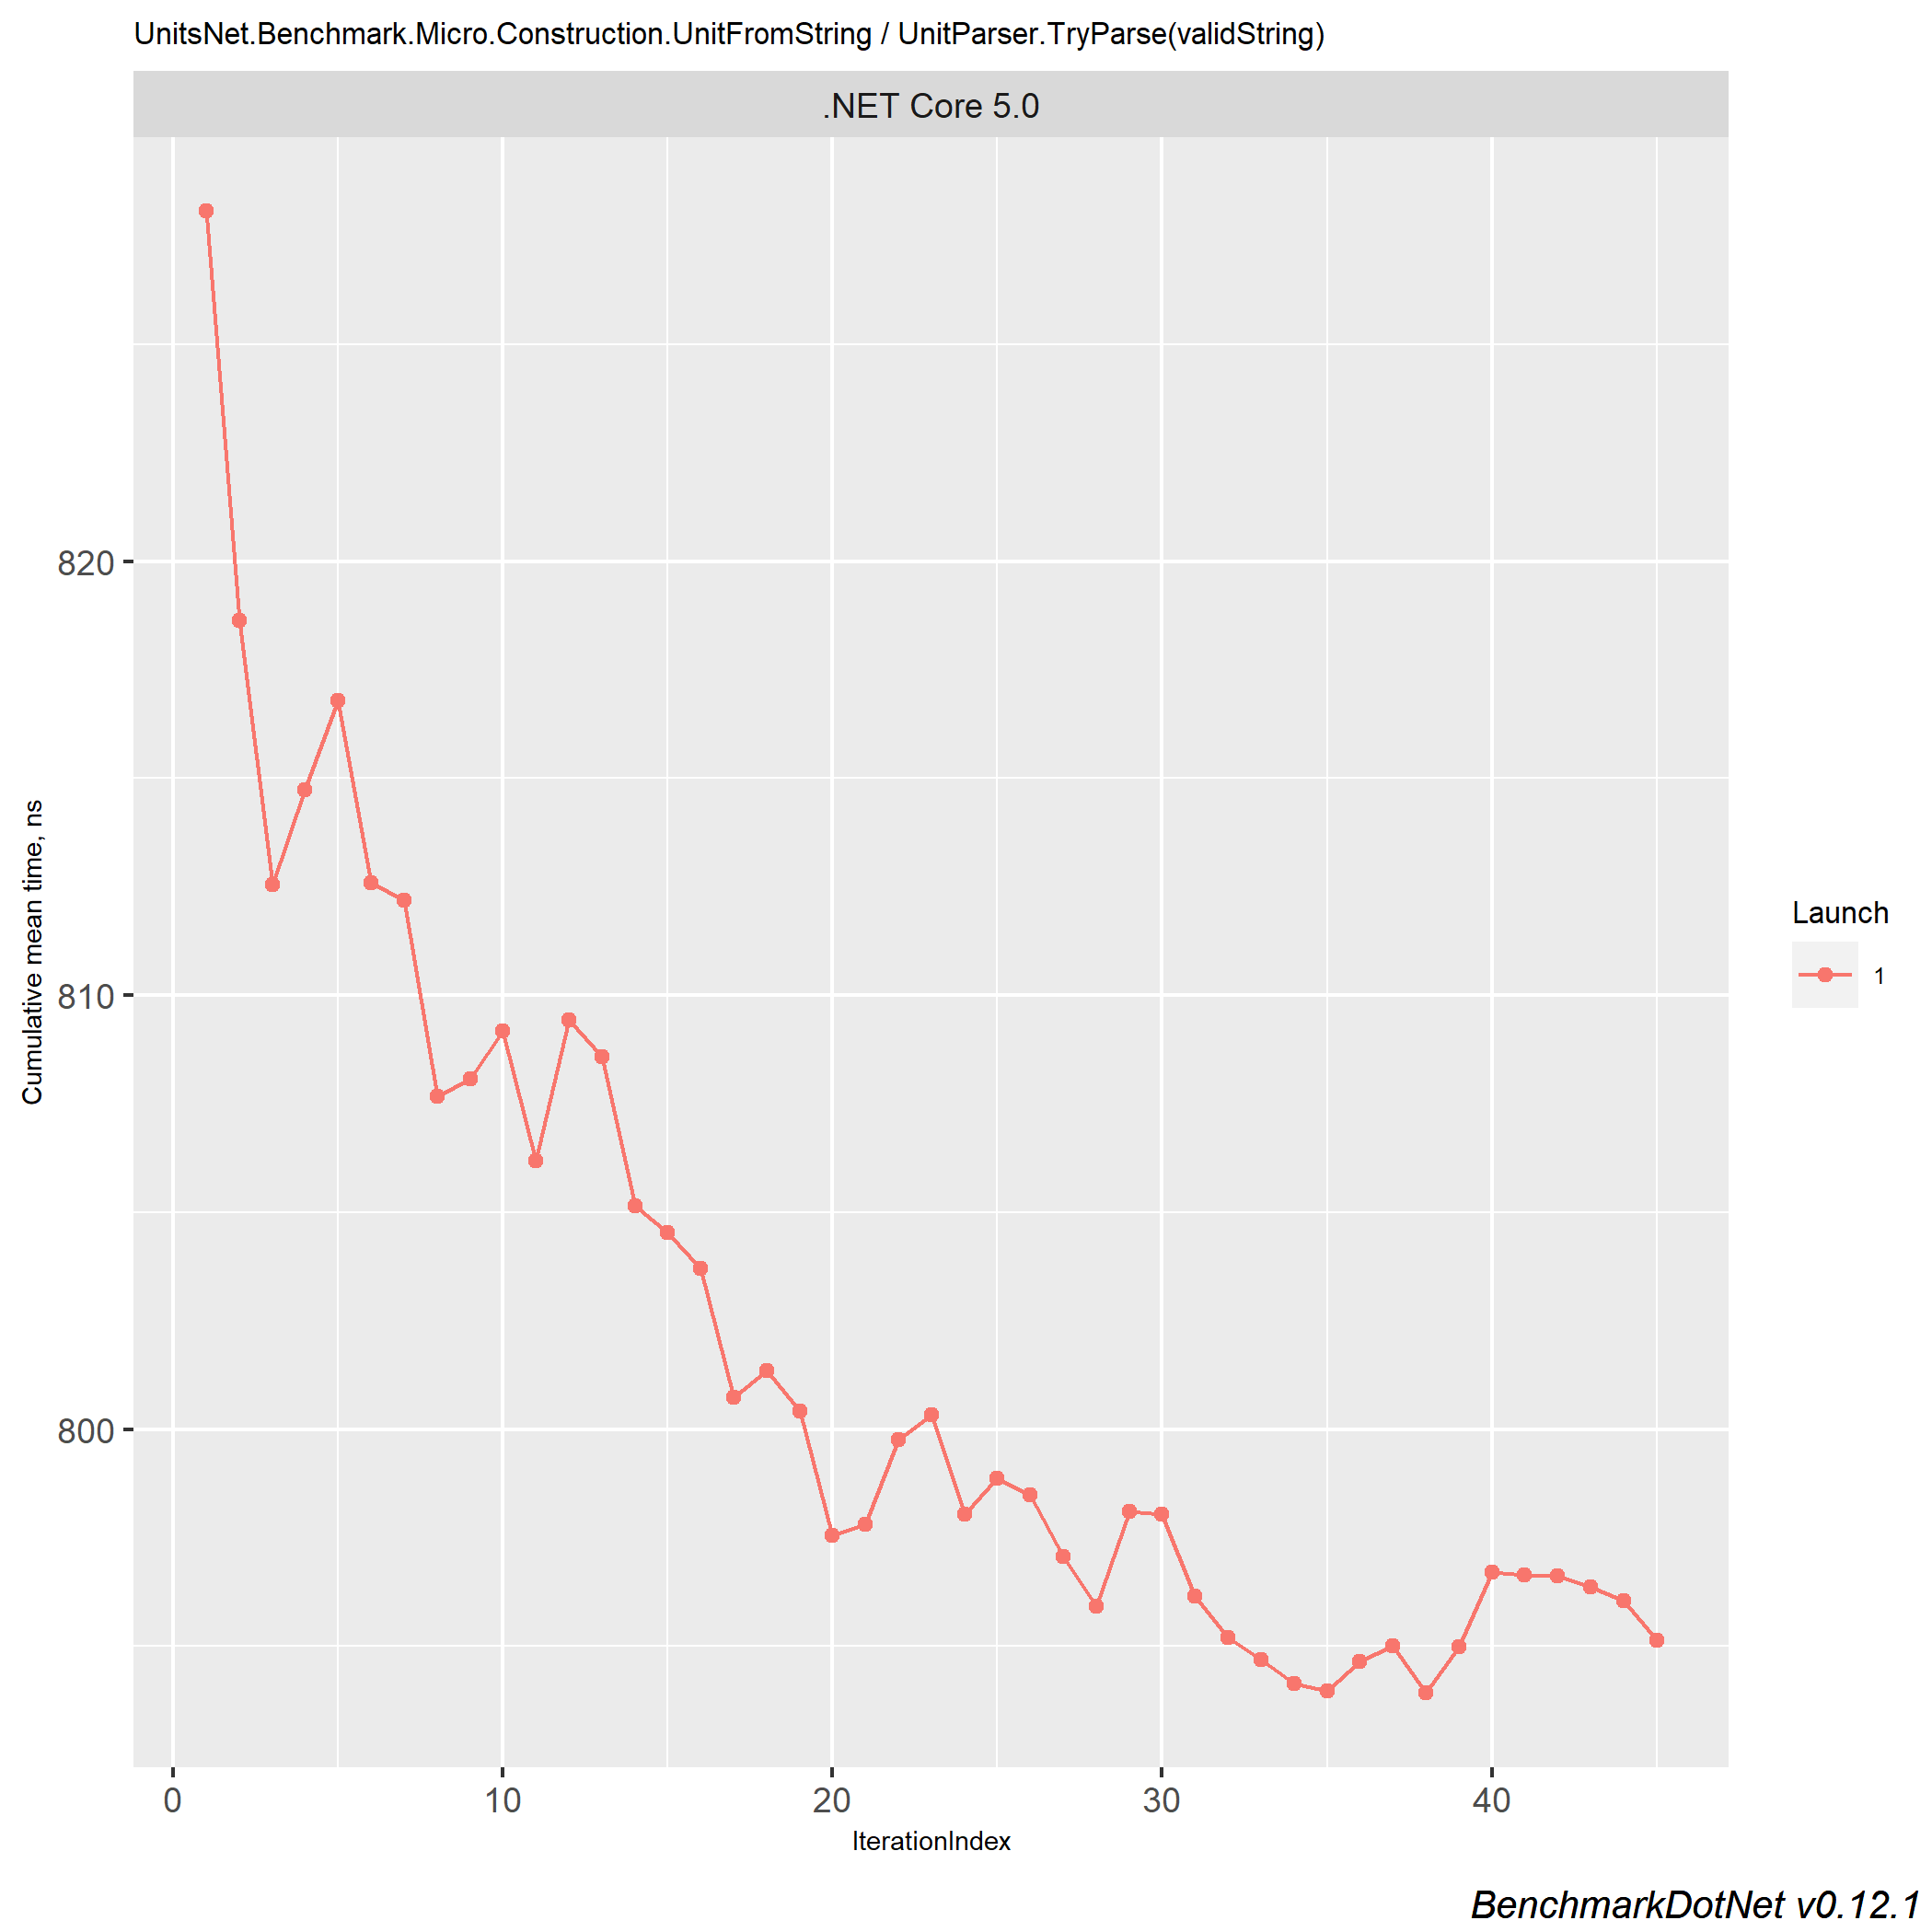 UnitsNet.Benchmark.Micro.Construction.UnitFromString / UnitParser.TryParse(validString)
.NET Core 5.0
Cumulative mean time, ns
820
810
800
0 10 20 30 40
IterationIndex
Launch
1
BenchmarkDotNet v0.12.1